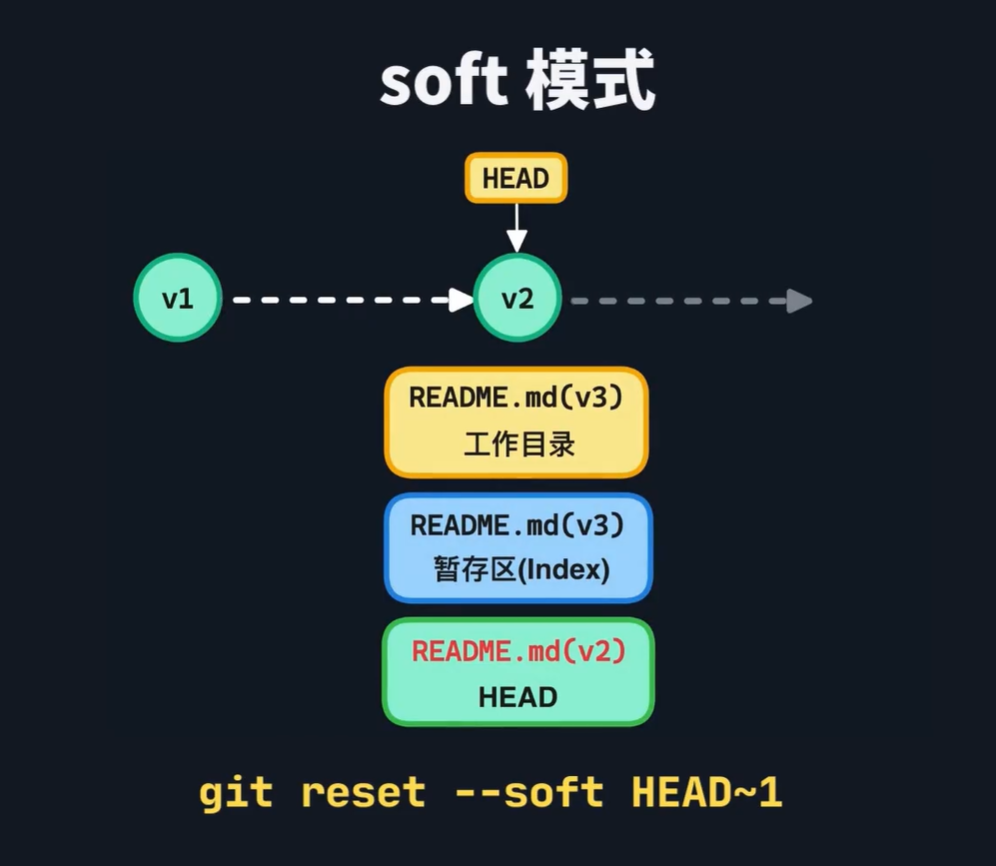 soft 模式
HEAD
v1
v2
README.md(v3)
工作目录
README.md(v3)
暂存区(Index)
README.md(v2)
HEAD
git reset --soft HEAD~1